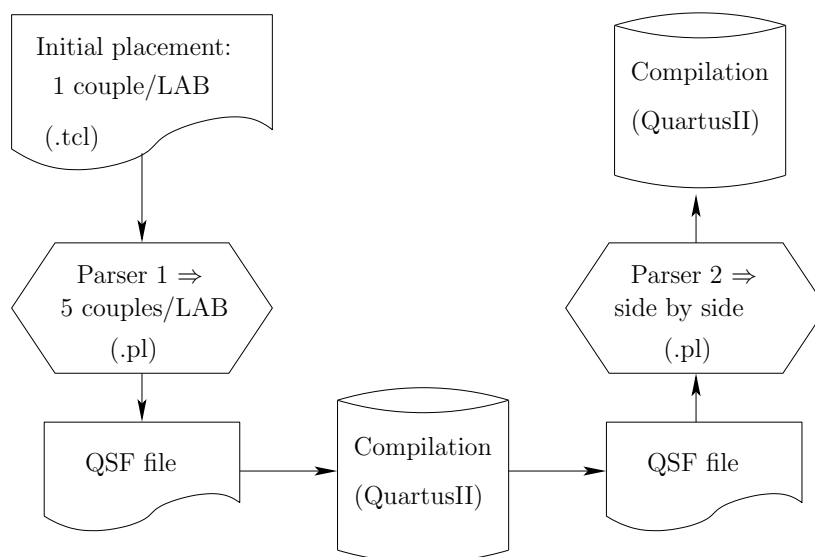 Initial placement:
1 couple/LAB
(.tcl)
Parser 1 ⇒
5 couples/LAB
(.pl)
QSF file
Compilation
(QuartusII)
QSF file
Parser 2 ⇒
side by side
(.pl)
Compilation
(QuartusII)